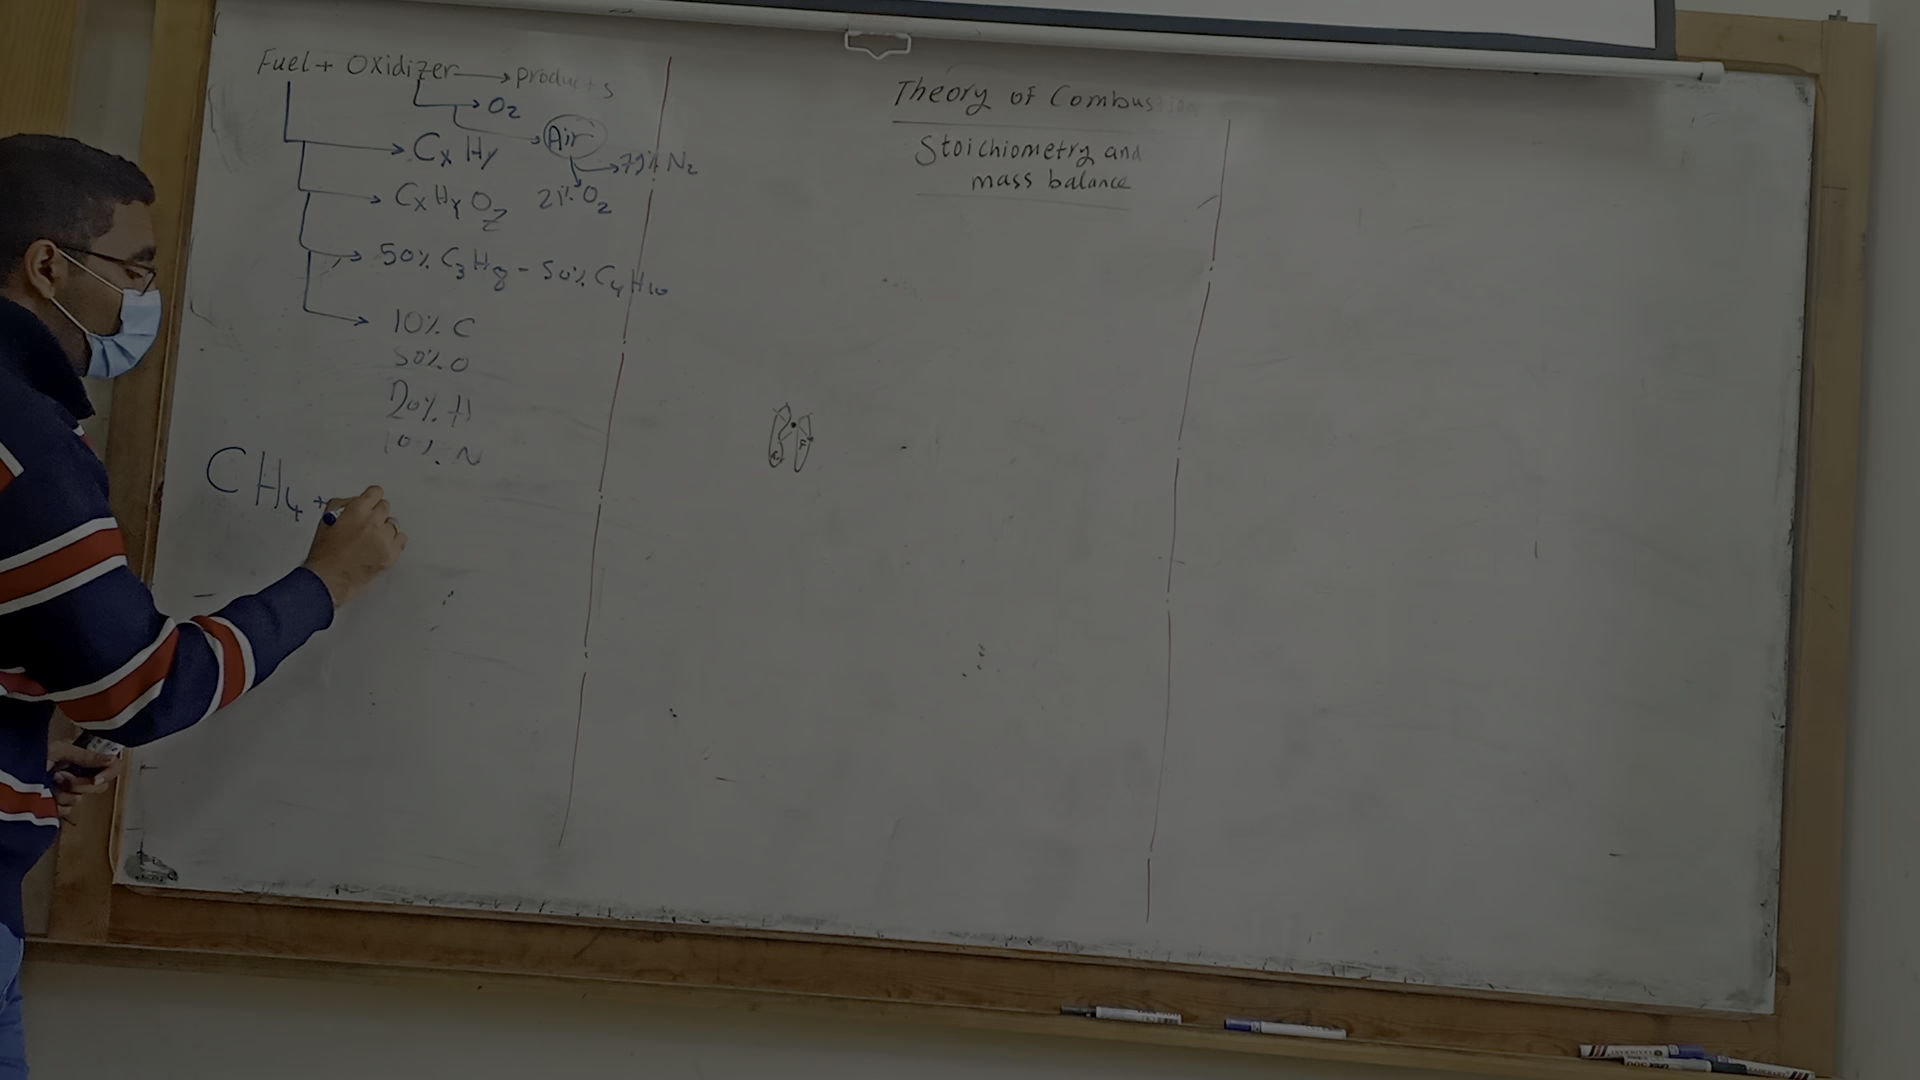 Fuel + Oxidizer → products
→ O2
→ Air
→ 79% N2
21% O2
→ CxHy
→ CxHyOz
→ 50% C3H8 - 50% C4H10
→ 10% C
50% O
20% H
10% N
CH4 +
Theory of Combustion
Stoichiometry and
mass balance